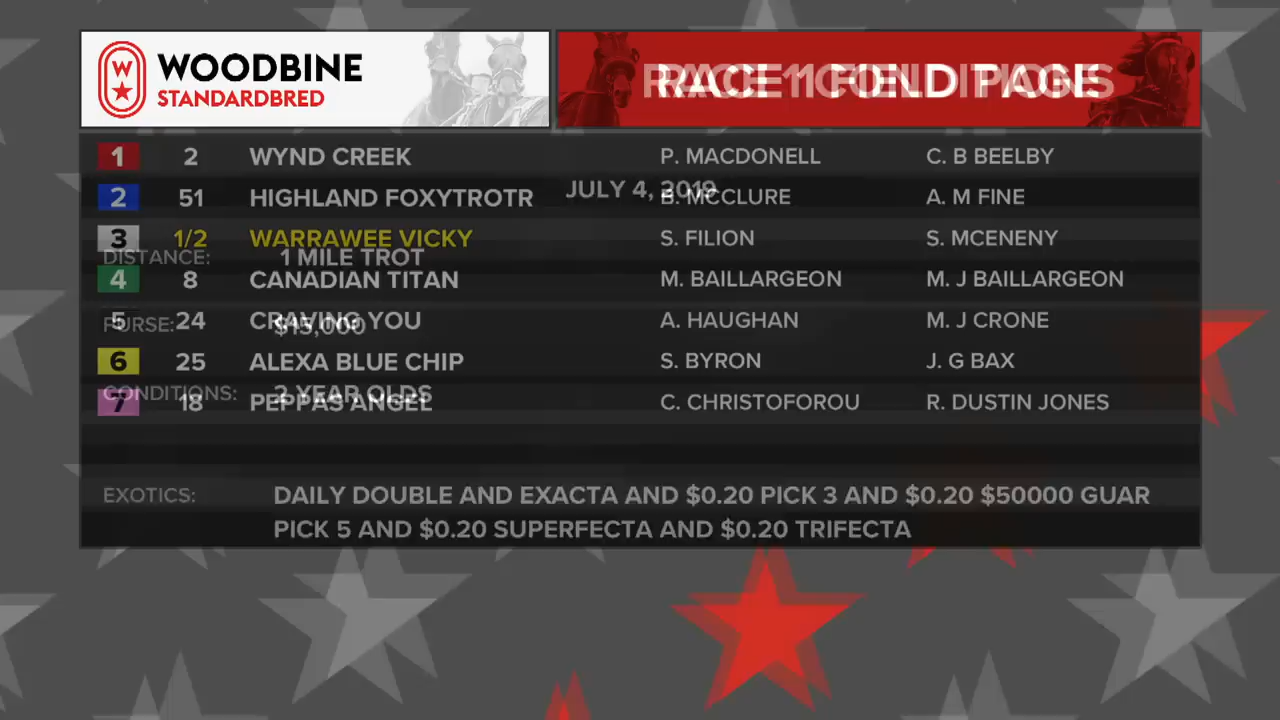 W
WOODBINE
STANDARDBRED
RACE 1 CONDITIONS
RACE 1 FIELD PAGE
1 2 WYND CREEK P. MACDONELL C. B BEELBY
JULY 4, 2019
2 51 HIGHLAND FOXYTROTR B. MCCLURE A. M FINE
3 1/2 WARRAWEE VICKY S. FILION S. MCENENY
DISTANCE: 1 MILE TROT
4 8 CANADIAN TITAN M. BAILLARGEON M. J BAILLARGEON
5 24 CRAVING YOU A. HAUGHAN M. J CRONE
PURSE: $15,000
6 25 ALEXA BLUE CHIP S. BYRON J. G BAX
CONDITIONS: 2 YEAR OLDS
7 18 PEPPAS ANGEL C. CHRISTOFOROU R. DUSTIN JONES
EXOTICS: DAILY DOUBLE AND EXACTA AND $0.20 PICK 3 AND $0.20 $50000 GUAR
PICK 5 AND $0.20 SUPERFECTA AND $0.20 TRIFECTA